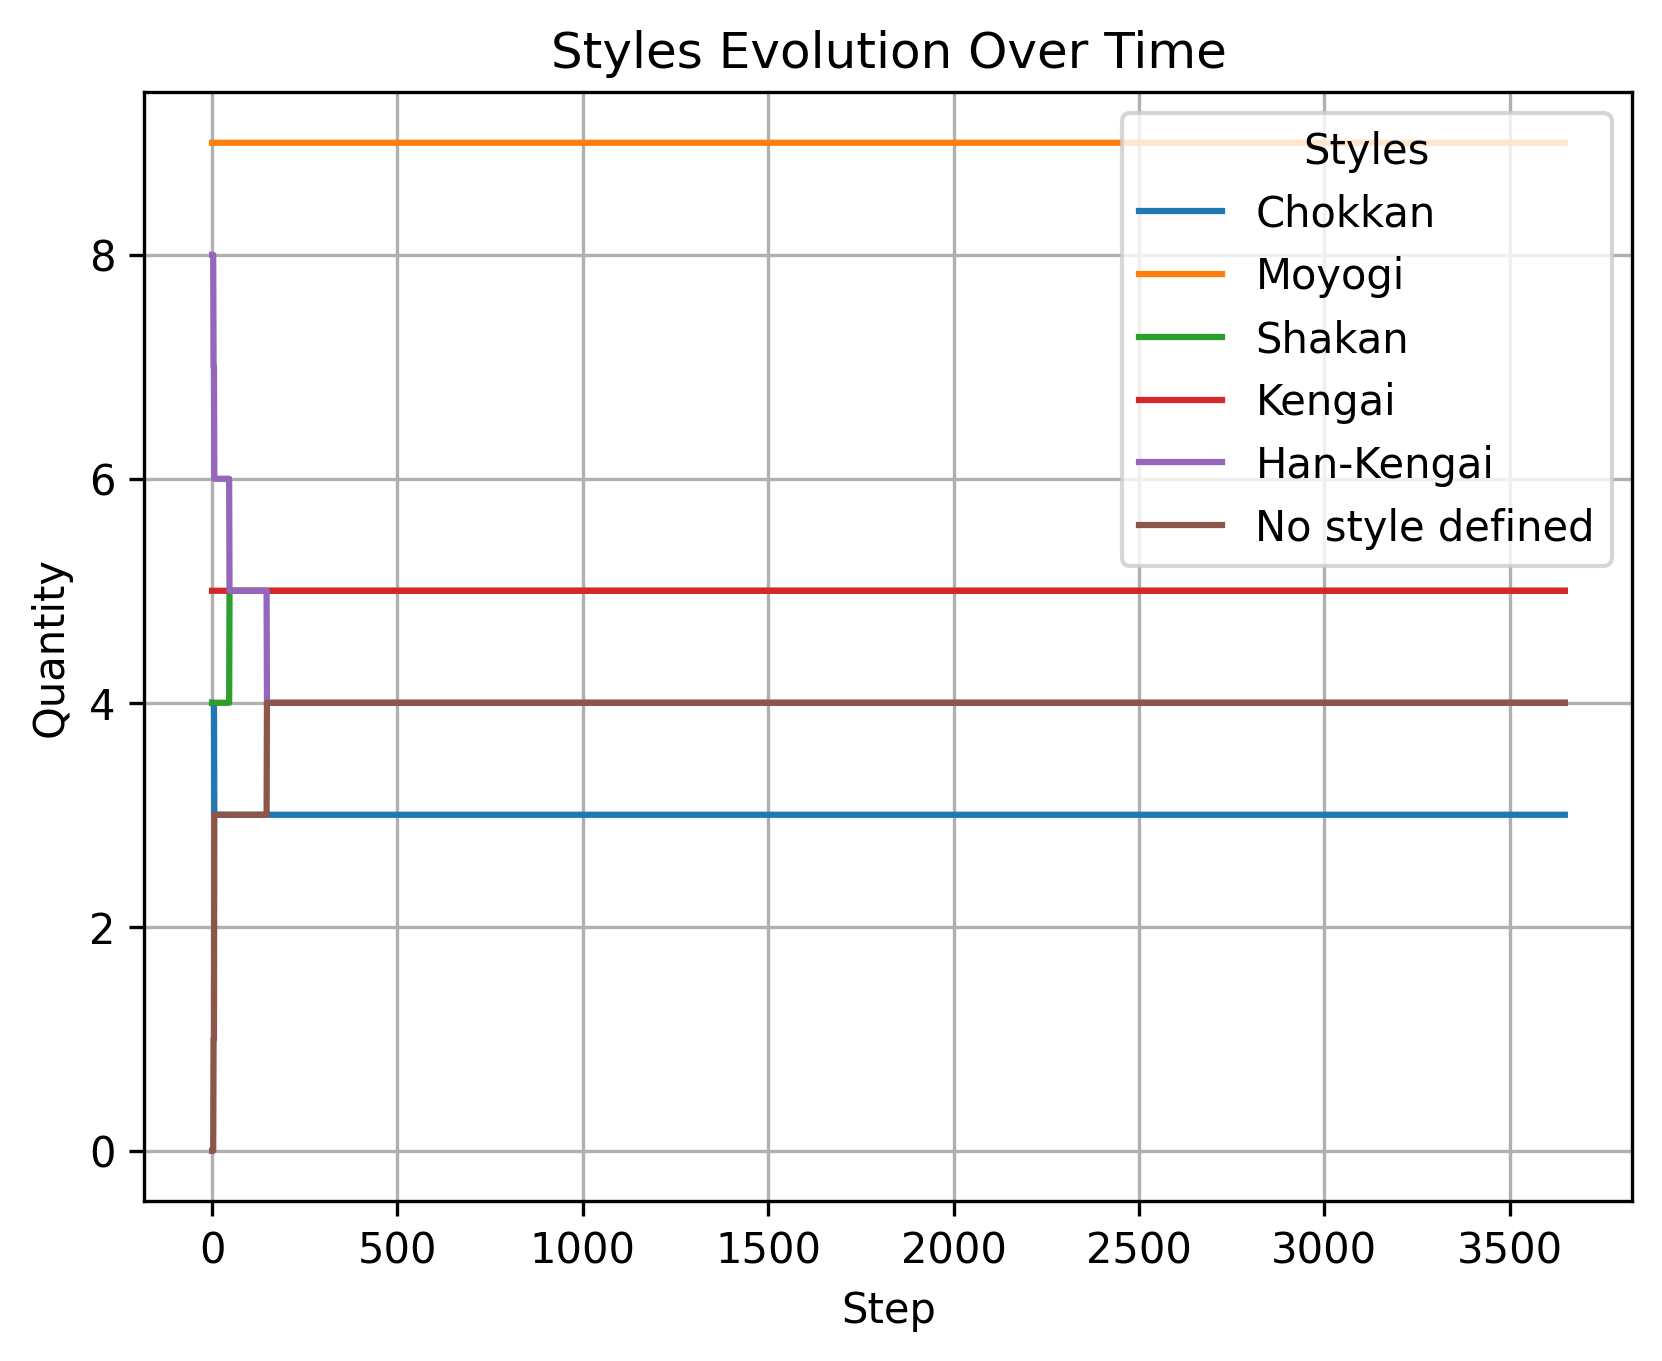 Styles Evolution Over Time
Styles
Chokkan
Moyogi
Shakan
Kengai
Han-Kengai
No style defined
Quantity
8
6
4
2
0
0 500 1000 1500 2000 2500 3000 3500
Step